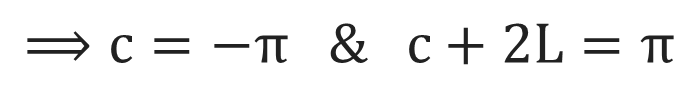 ⟹ c = −π & c + 2L = π